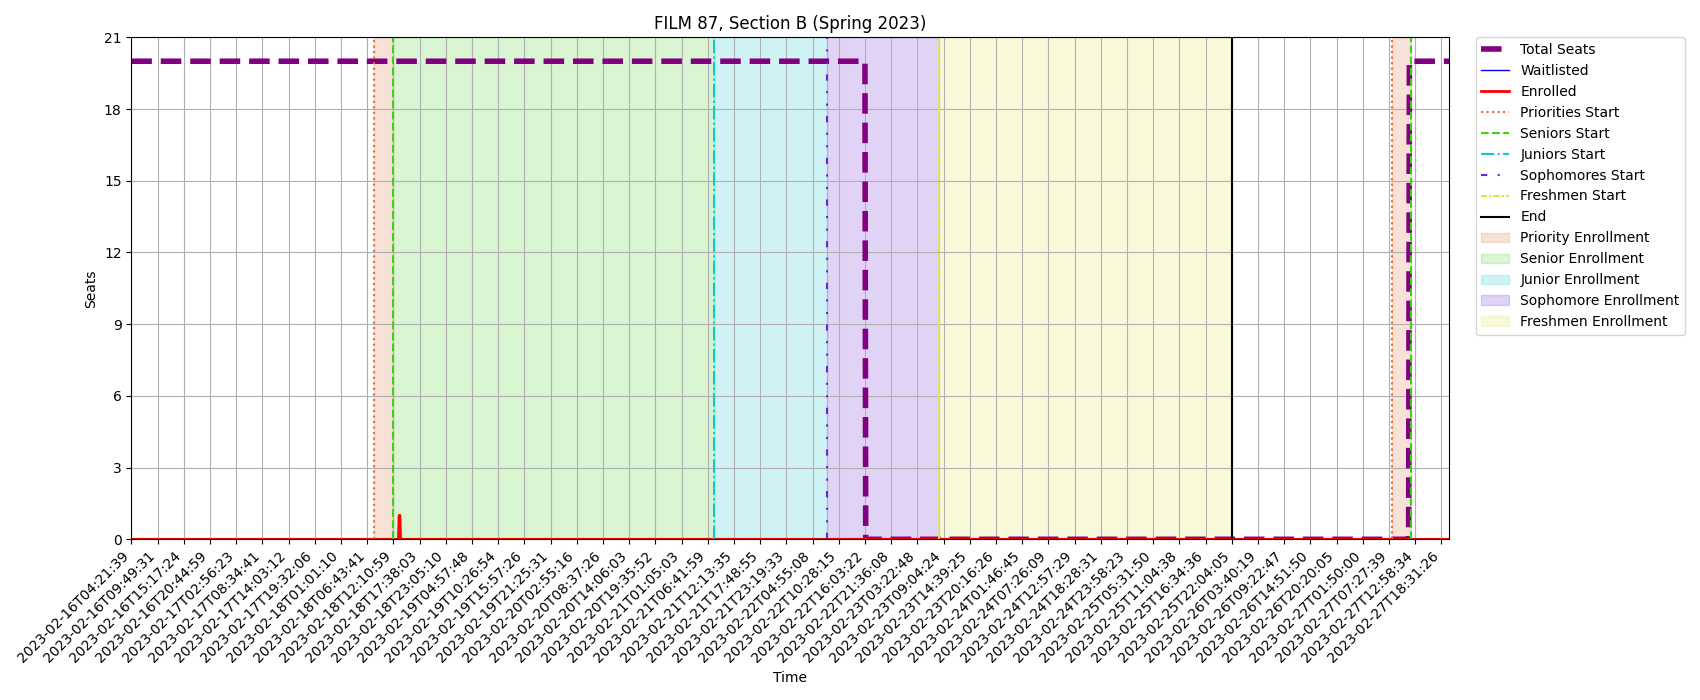 FILM 87, Section B (Spring 2023)
21
18
15
12
9
6
3
0
Seats
2023-02-16T04:21:39
2023-02-16T09:49:31
2023-02-16T15:17:24
2023-02-16T20:44:59
2023-02-17T02:56:23
2023-02-17T08:34:41
2023-02-17T14:03:12
2023-02-17T19:32:06
2023-02-18T01:01:10
2023-02-18T06:43:41
2023-02-18T12:10:59
2023-02-18T17:38:03
2023-02-18T23:05:10
2023-02-19T04:57:48
2023-02-19T10:26:54
2023-02-19T15:57:26
2023-02-19T21:25:31
2023-02-20T02:55:16
2023-02-20T08:37:26
2023-02-20T14:06:03
2023-02-20T19:35:52
2023-02-21T01:05:03
2023-02-21T06:41:59
2023-02-21T12:13:35
2023-02-21T17:48:55
2023-02-21T23:19:33
2023-02-22T04:55:08
2023-02-22T10:28:15
2023-02-22T16:03:22
2023-02-22T21:36:08
2023-02-23T03:22:48
2023-02-23T09:04:24
2023-02-23T14:39:25
2023-02-23T20:16:26
2023-02-24T01:46:45
2023-02-24T07:26:09
2023-02-24T12:57:29
2023-02-24T18:28:31
2023-02-24T23:58:23
2023-02-25T05:31:50
2023-02-25T11:04:38
2023-02-25T16:34:36
2023-02-25T22:04:05
2023-02-26T03:40:19
2023-02-26T09:22:47
2023-02-26T14:51:50
2023-02-26T20:20:05
2023-02-27T01:50:00
2023-02-27T07:27:39
2023-02-27T12:58:34
2023-02-27T18:31:26
Time
Total Seats
Waitlisted
Enrolled
Priorities Start
Seniors Start
Juniors Start
Sophomores Start
Freshmen Start
End
Priority Enrollment
Senior Enrollment
Junior Enrollment
Sophomore Enrollment
Freshmen Enrollment